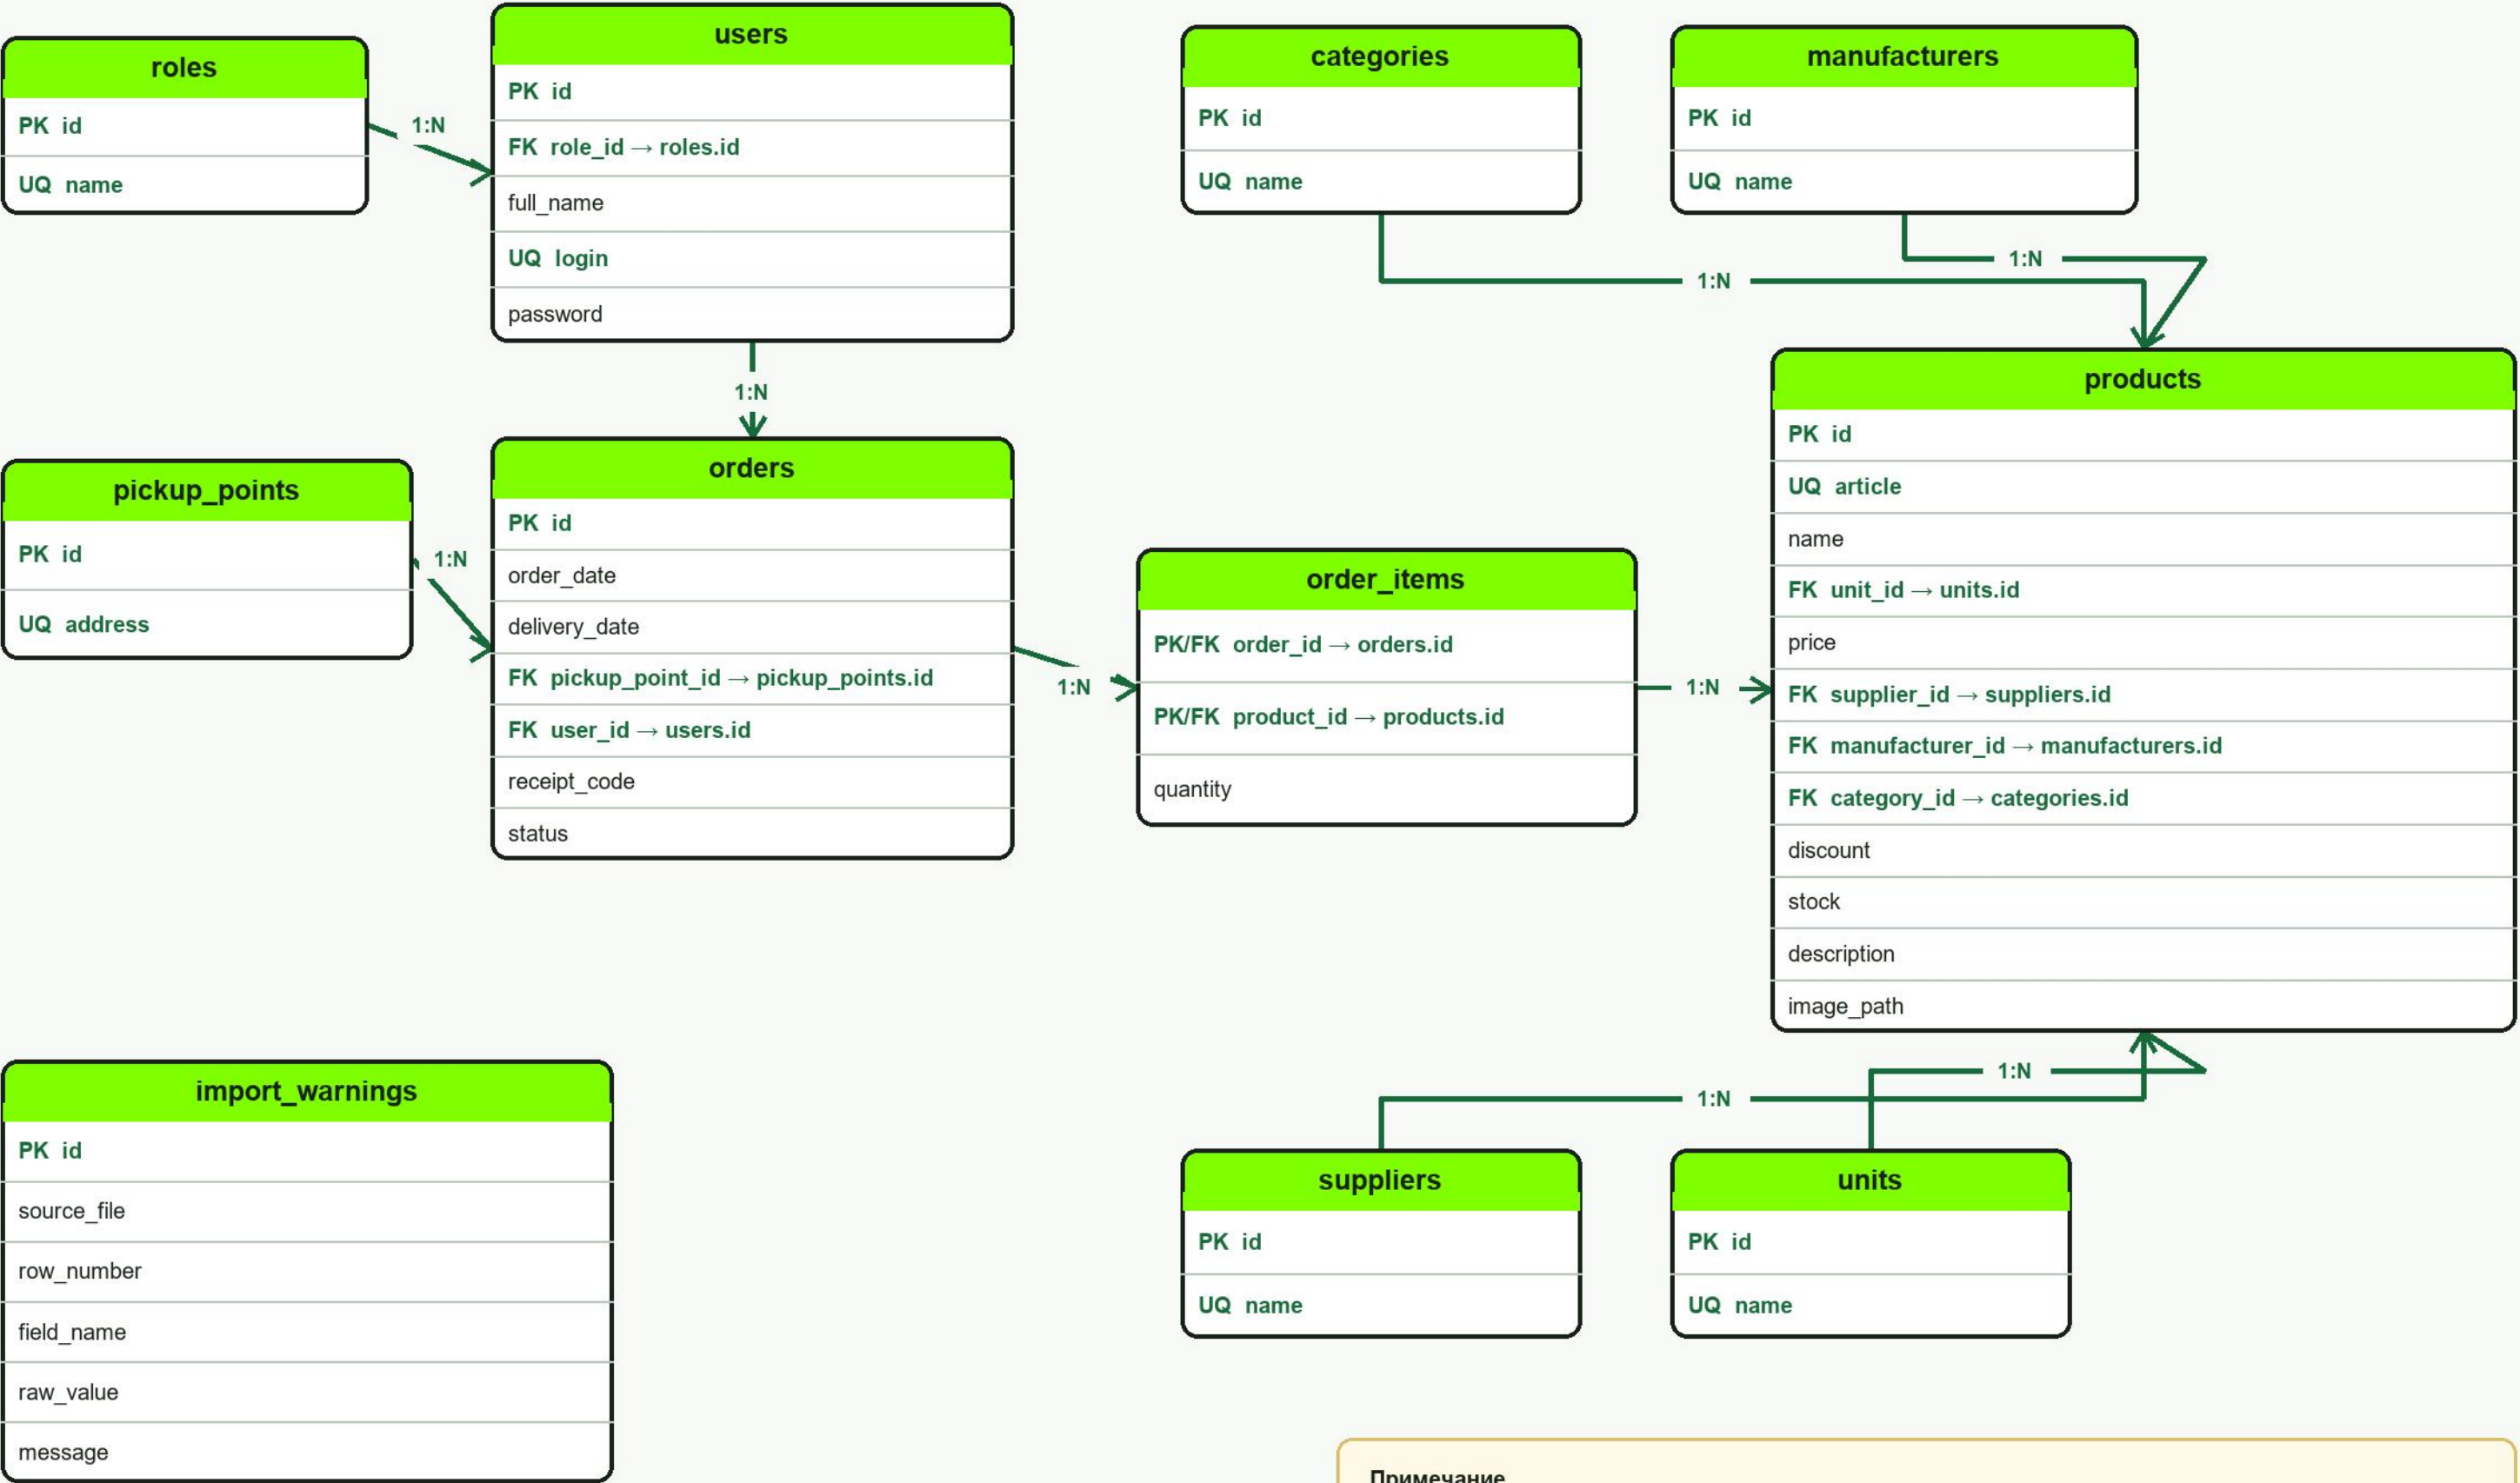 roles
PK id
UQ name
1:N
users
PK id
FK role_id → roles.id
full_name
UQ login
password
1:N
categories
PK id
UQ name
1:N
manufacturers
PK id
UQ name
1:N
pickup_points
PK id
UQ address
1:N
orders
PK id
order_date
delivery_date
FK pickup_point_id → pickup_points.id
FK user_id → users.id
receipt_code
status
1:N
order_items
PK/FK order_id → orders.id
PK/FK product_id → products.id
quantity
1:N
products
PK id
UQ article
name
FK unit_id → units.id
price
FK supplier_id → suppliers.id
FK manufacturer_id → manufacturers.id
FK category_id → categories.id
discount
stock
description
image_path
1:N
1:N
import_warnings
PK id
source_file
row_number
field_name
raw_value
message
suppliers
PK id
UQ name
units
PK id
UQ name
Примечание